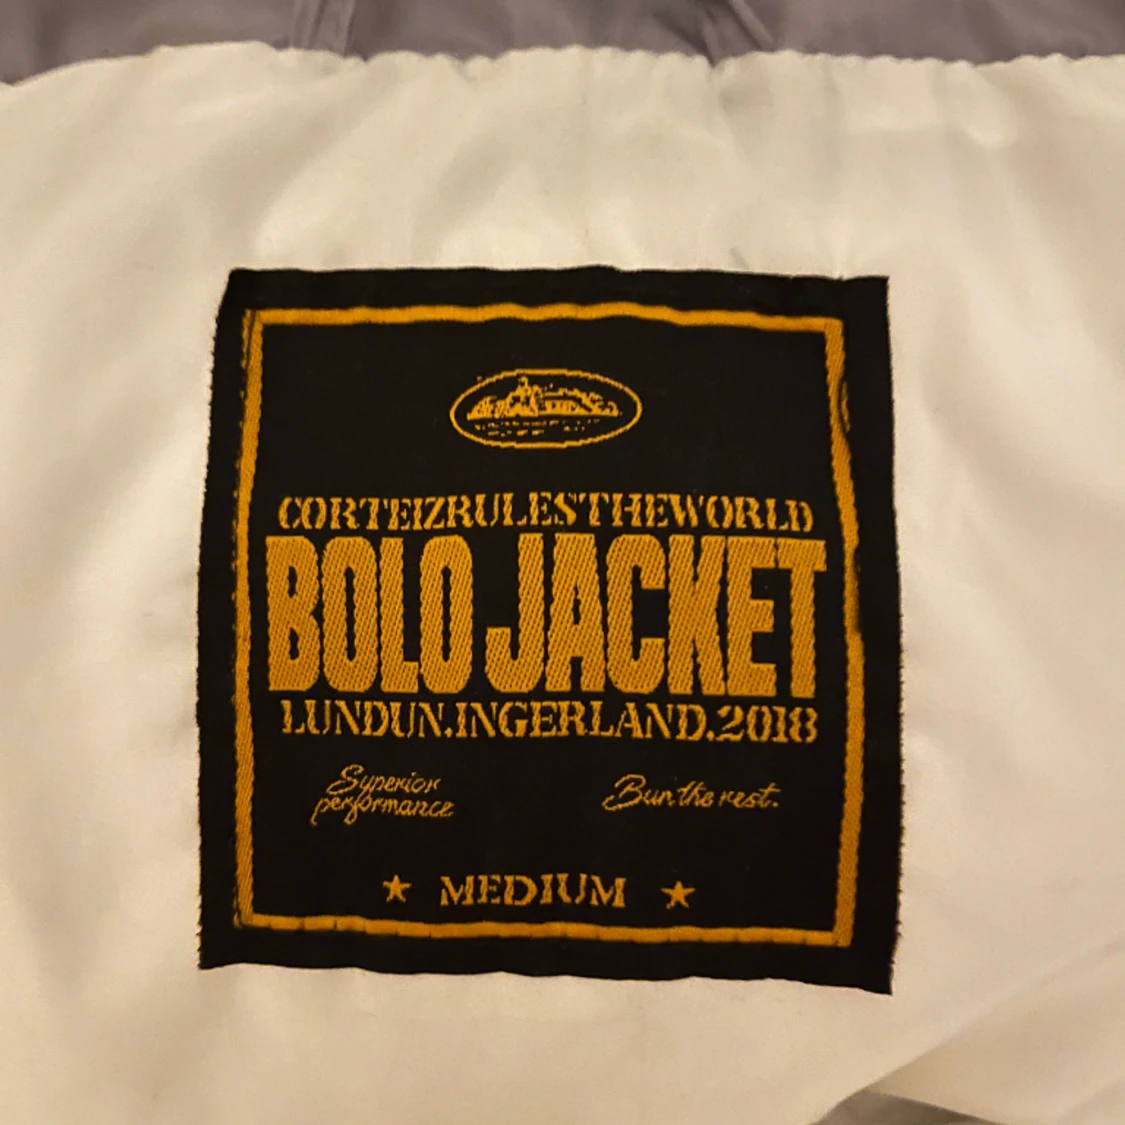 CORTEIZRULESTHEWORLD
BOLO JACKET
LUNDUN.INGERLAND.2018
Superior
performance
Bun the rest.
MEDIUM